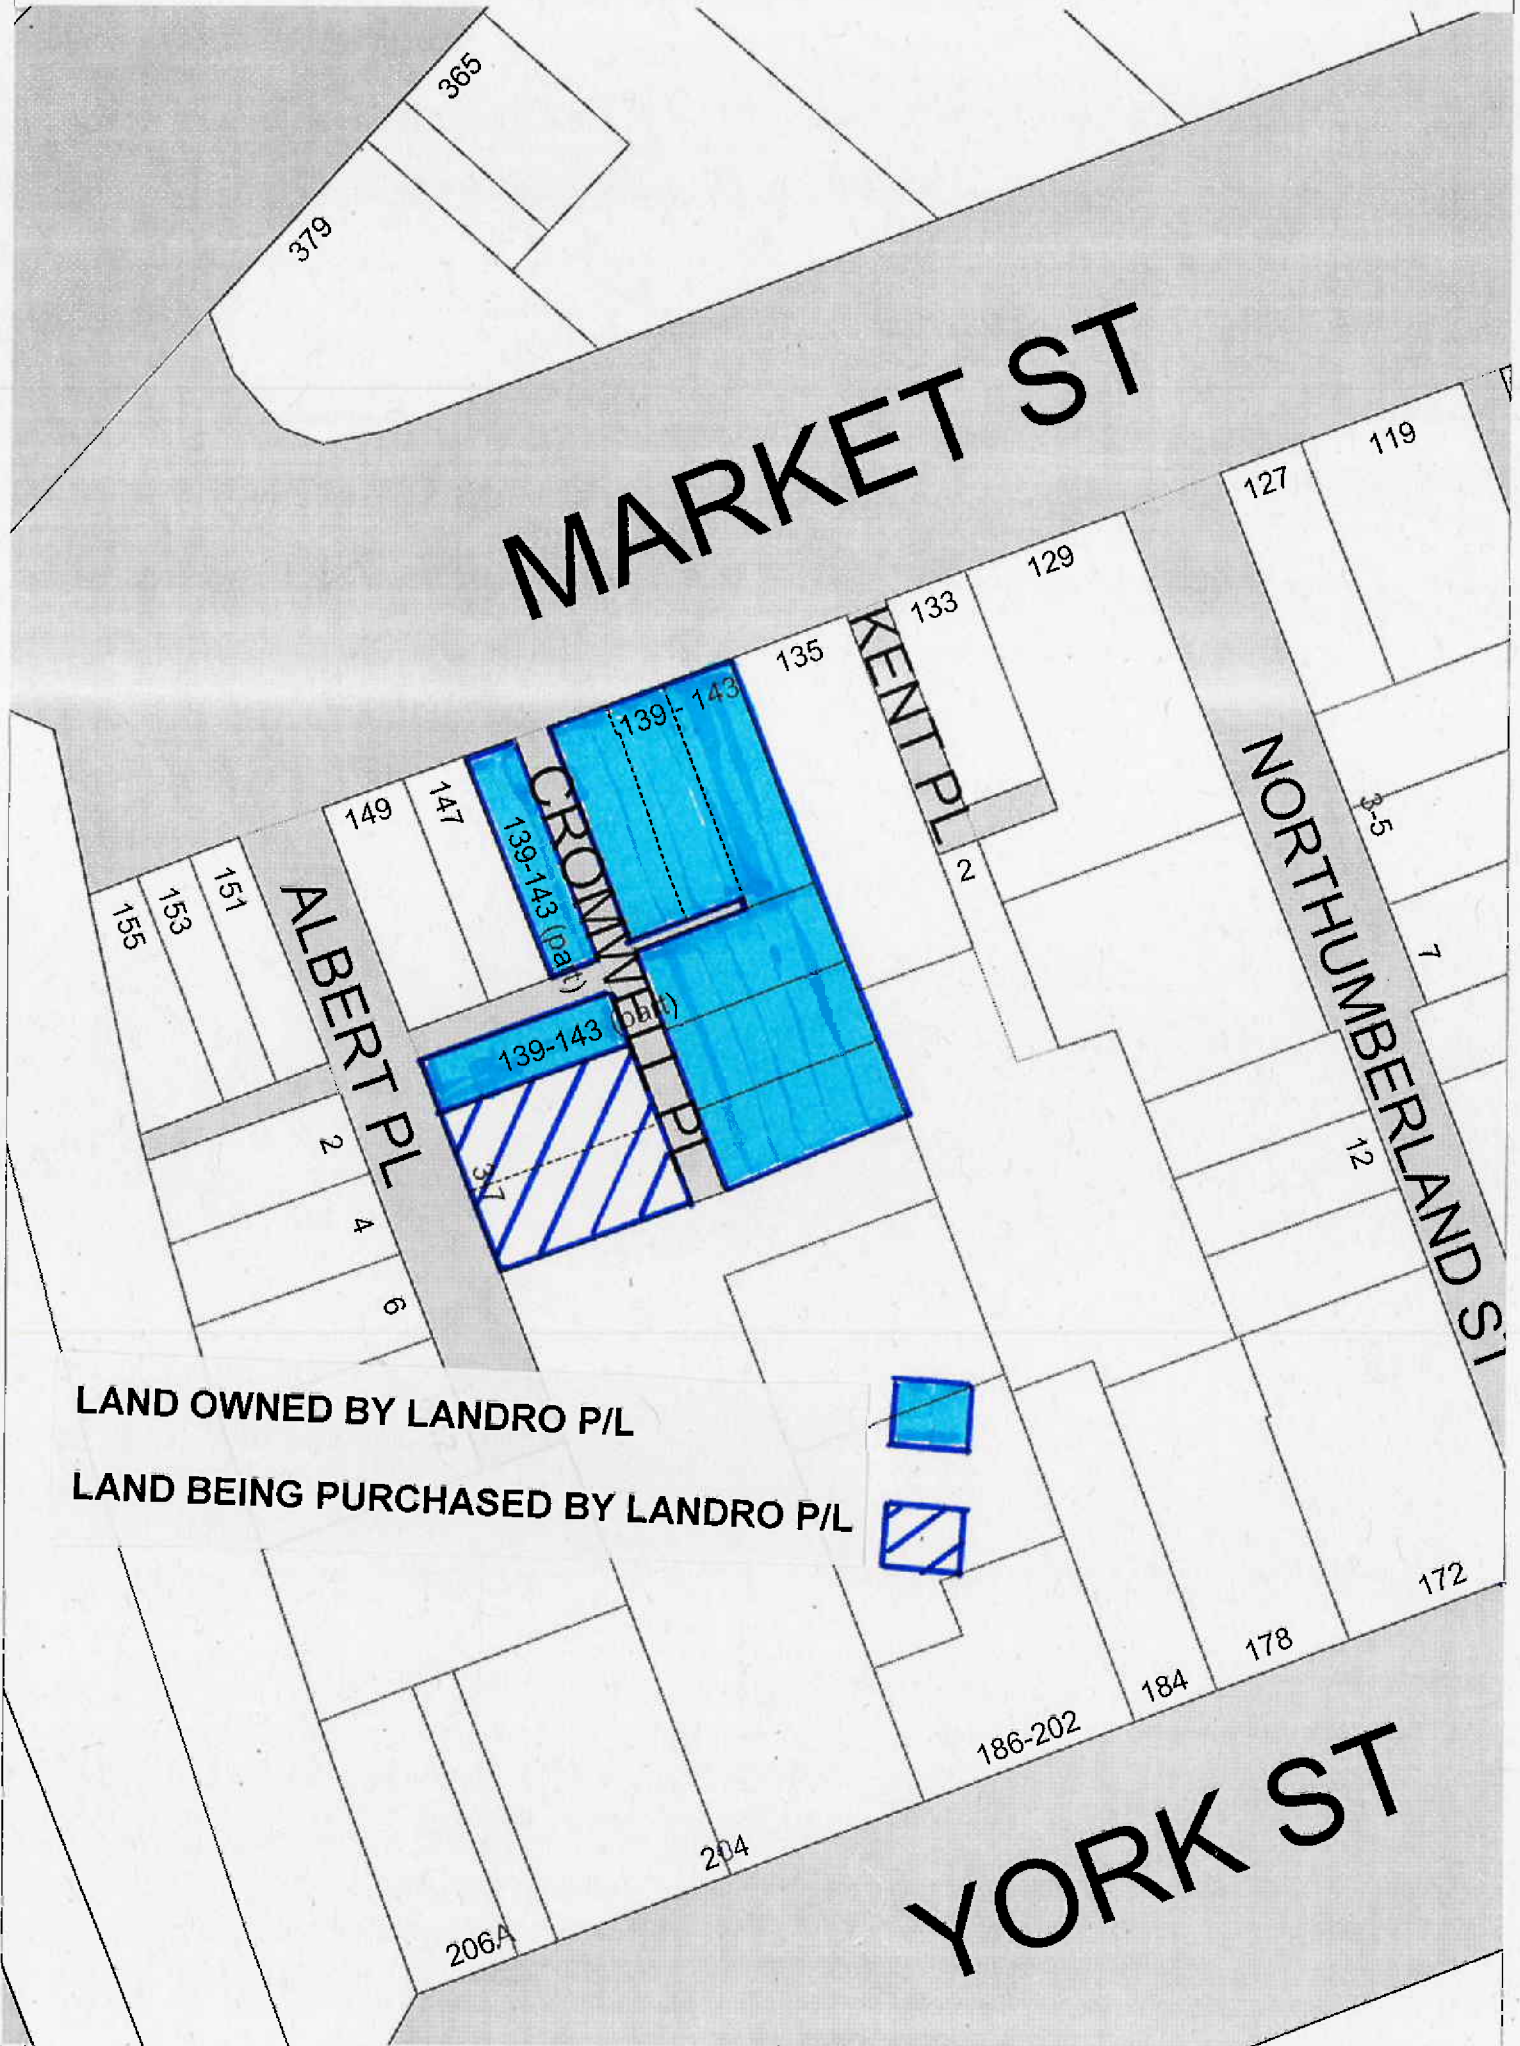 365
379
MARKET ST
119
127
129
133
135
KENT PL
139 - 143
CROMWELL PL
139-143 (part)
147
149
151
153
155
ALBERT PL
2
NORTHUMBERLAND ST
3-5
7
12
139-143 (part)
3-7
2
4
6
LAND OWNED BY LANDRO P/L
LAND BEING PURCHASED BY LANDRO P/L
172
178
184
186-202
204
206A
YORK ST